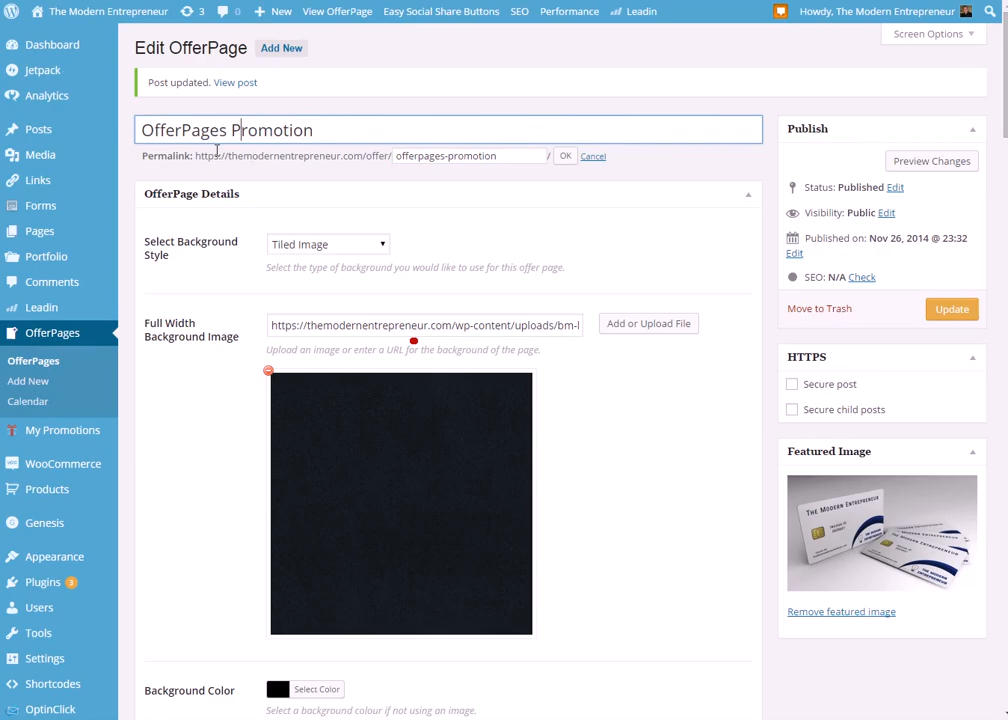 The Modern Entrepreneur 3 0 New View OfferPage Easy Social Share Buttons SEO Performance Leadin Howdy, The Modern Entrepreneur
Screen Options
Dashboard
Jetpack
Analytics
Posts
Media
Links
Forms
Pages
Portfolio
Comments
Leadin
OfferPages
OfferPages
Add New
Calendar
My Promotions
WooCommerce
Products
Genesis
Appearance
Plugins 3
Users
Tools
Settings
Shortcodes
OptinClick
Edit OfferPage Add New
Post updated. View post
OfferPages Promotion
Permalink: https://themodernentrepreneur.com/offer/ offerpages-promotion / OK Cancel
OfferPage Details
Select Background Style
Tiled Image
Select the type of background you would like to use for this offer page.
Full Width Background Image
https://themodernentrepreneur.com/wp-content/uploads/bm-l
Add or Upload File
Upload an image or enter a URL for the background of the page.
Background Color
Select Color
Select a background colour if not using an image.
Publish
Preview Changes
Status: Published Edit
Visibility: Public Edit
Published on: Nov 26, 2014 @ 23:32
Edit
SEO: N/A Check
Move to Trash Update
HTTPS
Secure post
Secure child posts
Featured Image
THE MODERN ENTREPRENEUR
THE MODERN ENTREPRENEUR
Remove featured image